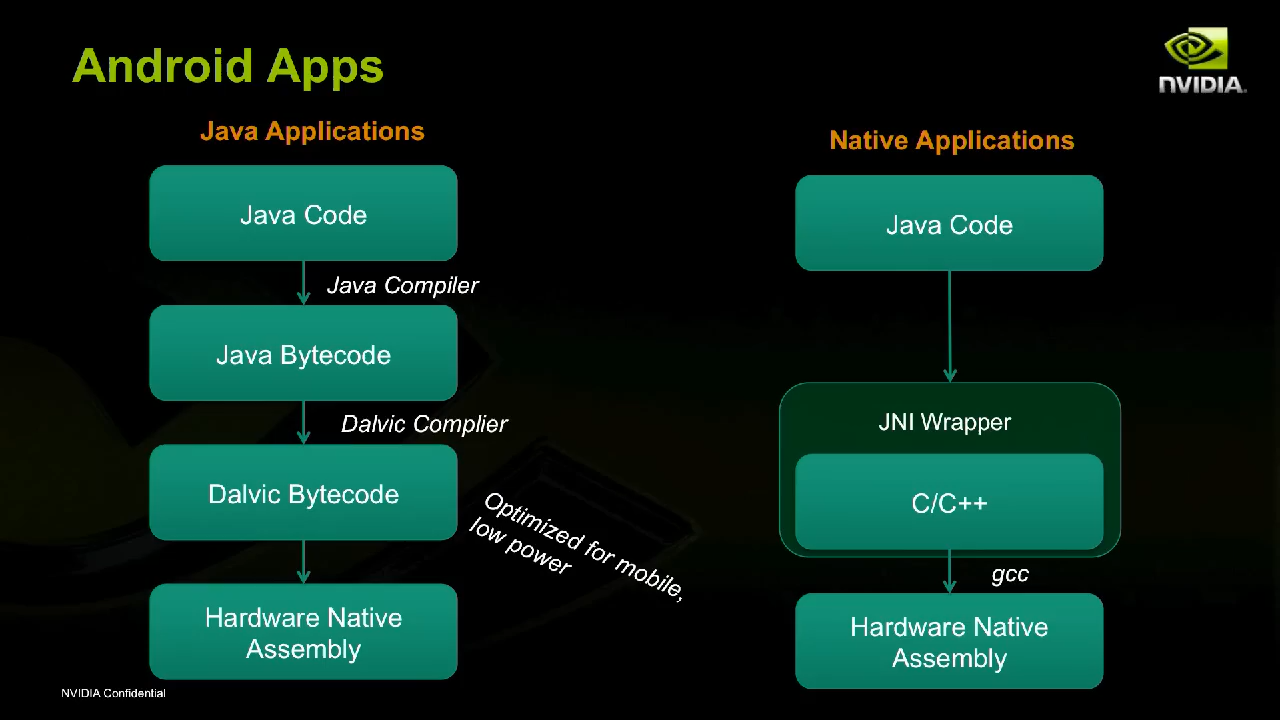 Android Apps
NVIDIA
Java Applications
Java Code
Java Compiler
Java Bytecode
Dalvic Complier
Dalvic Bytecode
Optimized for mobile,
low power
Hardware Native
Assembly
Native Applications
Java Code
JNI Wrapper
C/C++
gcc
Hardware Native
Assembly
NVIDIA Confidential